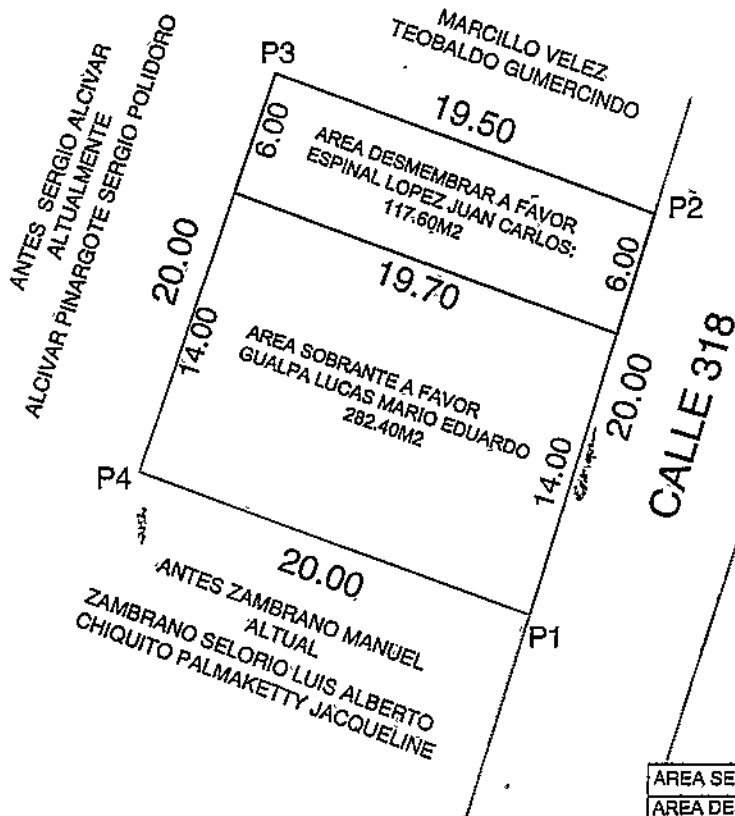 MARCILLO VELEZ
TEOBALDO GUMERCINDO
ANTES SERGIO ALCIVAR
ALTUALMENTE
ALCIVAR PINARGOTE SERGIO POLIDORO
P3
19.50
6.00
AREA DESMEMBRAR A FAVOR
ESPINAL LOPEZ JUAN CARLOS:
117.60M2
P2
6.00
19.70
20.00
14.00
AREA SOBRANTE A FAVOR
GUALPA LUCAS MARIO EDUARDO
282.40M2
14.00
20.00
CALLE 318
P4
20.00
P1
ANTES ZAMBRANO MANUEL
ALTUAL
ZAMBRANO SELORIO LUIS ALBERTO
CHIQUITO PALMAKETTY JACQUELINE
AREA SE
AREA DE